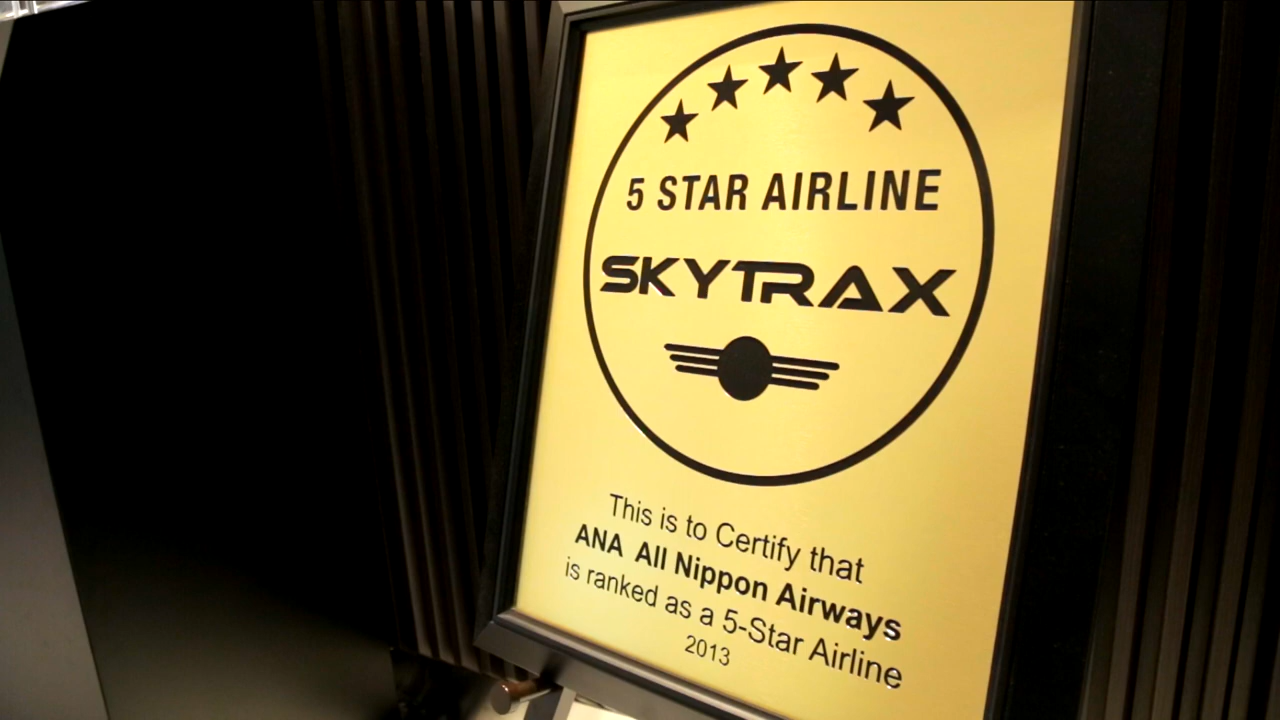 5 STAR AIRLINE
SKYTRAX
This is to Certify that
ANA All Nippon Airways
is ranked as a 5-Star Airline
2013